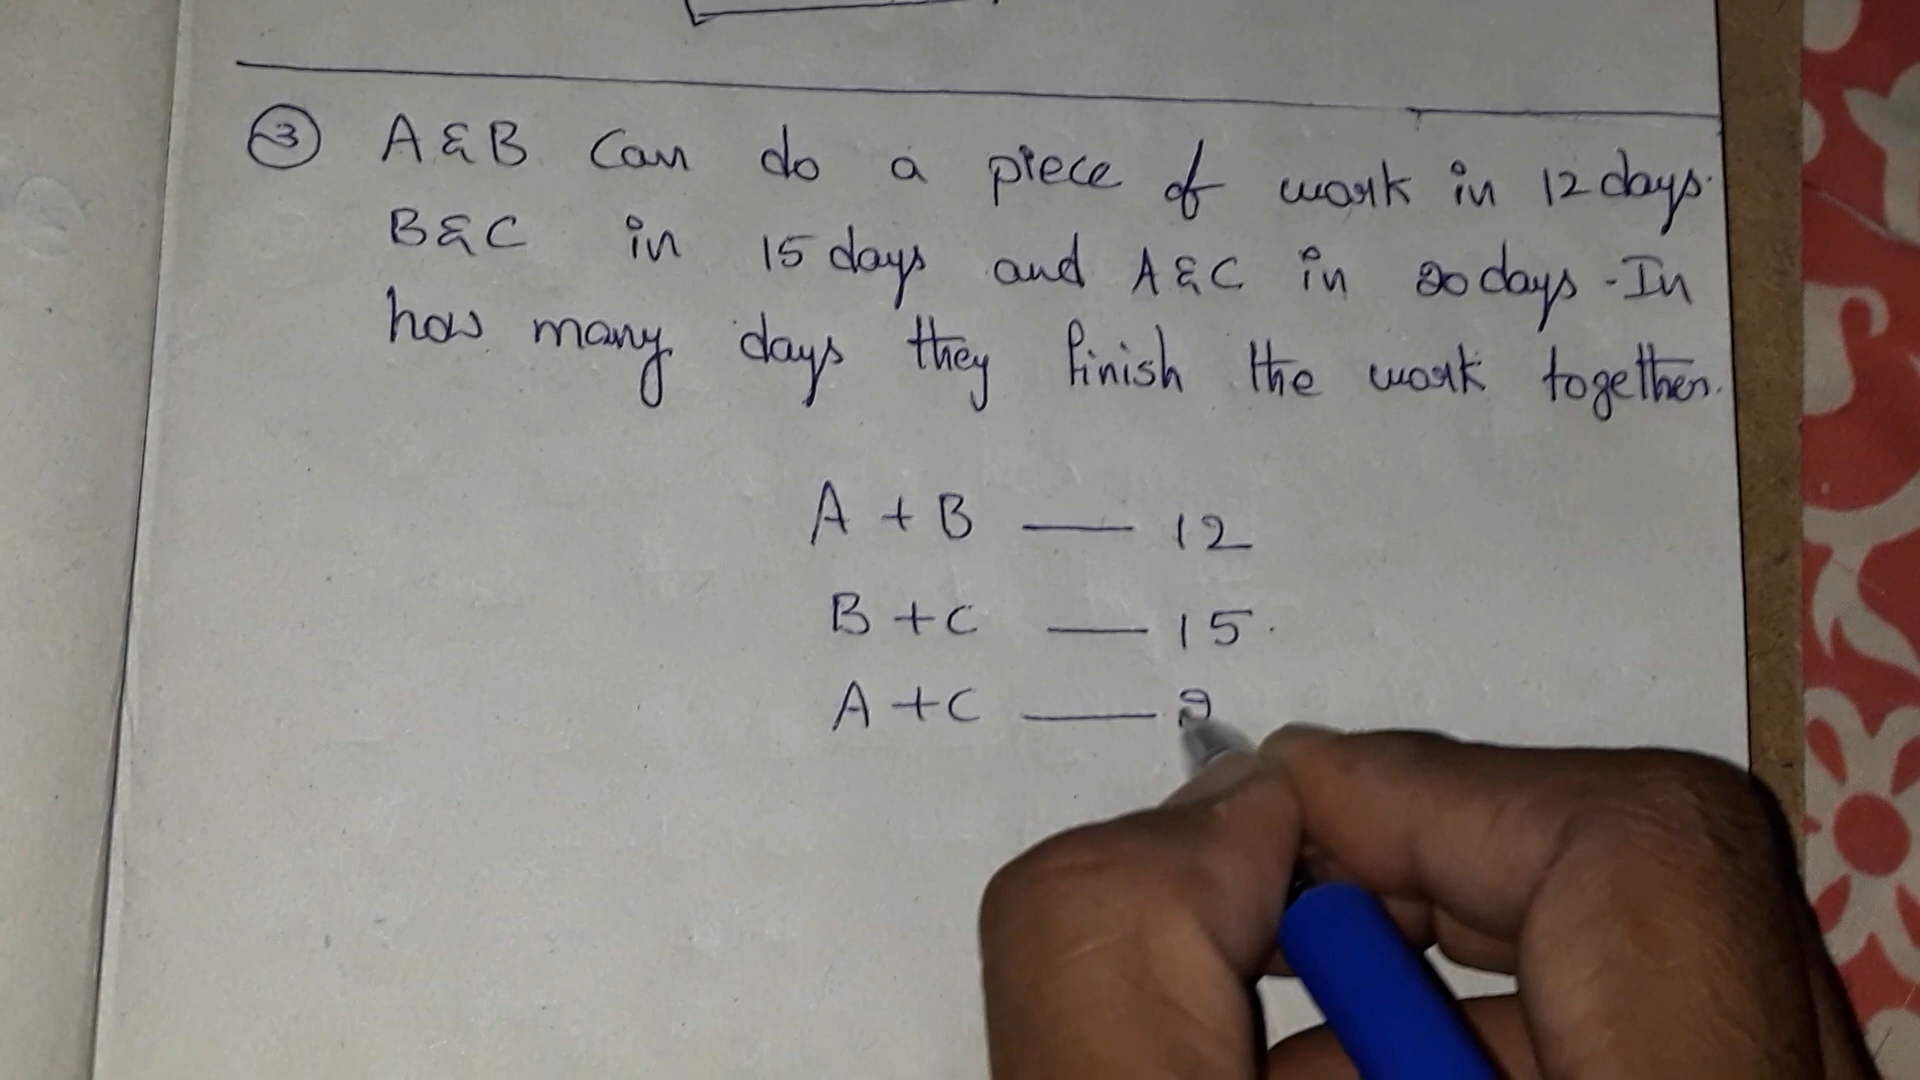 ③ A & B Can do a piece of work in 12 days.
B & C in 15 days and A & C in 20 days. In
how many days they finish the work together.
A + B — 12
B + C — 15.
A + C — 2